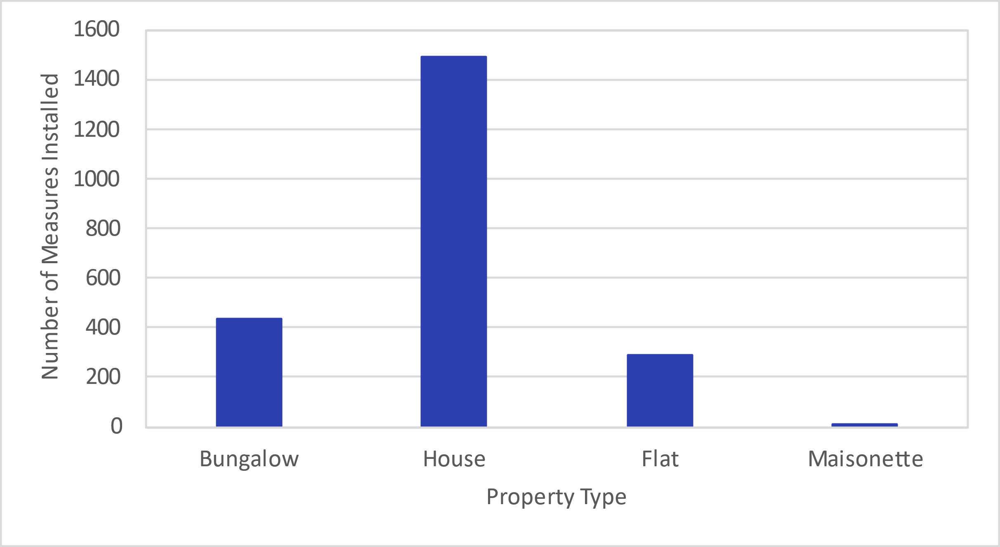 Number of Measures Installed
1600
1400
1200
1000
800
600
400
200
0
Bungalow
House
Flat
Maisonette
Property Type